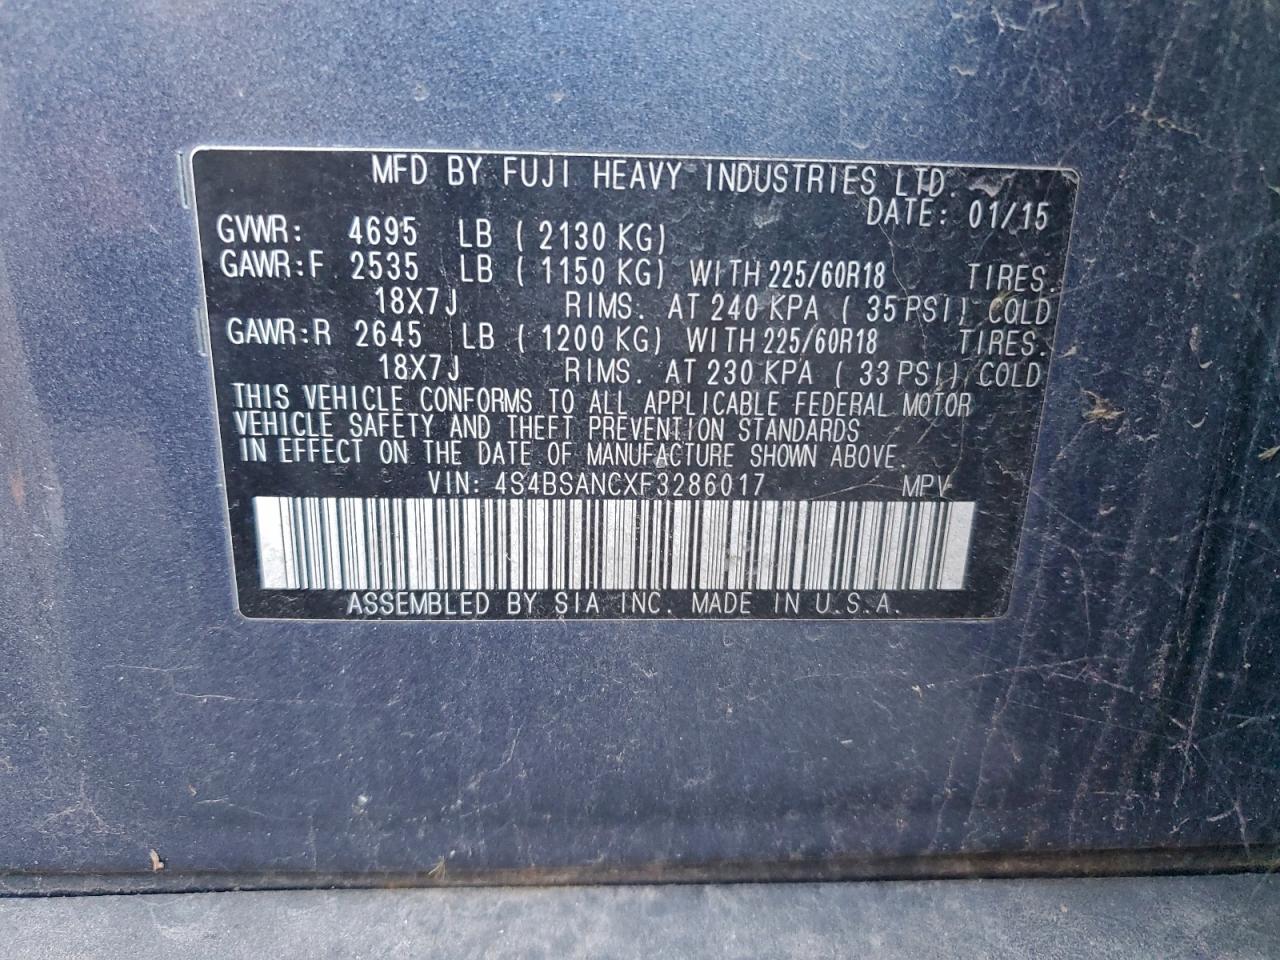 MFD BY FUJI HEAVY INDUSTRIES LTD.
DATE: 01/15
GVWR: 4695 LB ( 2130 KG)
GAWR:F 2535 LB ( 1150 KG) WITH 225/60R18 TIRES.
18X7J RIMS. AT 240 KPA ( 35 PSI) COLD
GAWR:R 2645 LB ( 1200 KG) WITH 225/60R18 TIRES.
18X7J RIMS. AT 230 KPA ( 33 PSI) COLD
THIS VEHICLE CONFORMS TO ALL APPLICABLE FEDERAL MOTOR
VEHICLE SAFETY AND THEFT PREVENTION STANDARDS
IN EFFECT ON THE DATE OF MANUFACTURE SHOWN ABOVE.
VIN: 4S4BSANCXF3286017 MPV
ASSEMBLED BY SIA INC. MADE IN U.S.A.